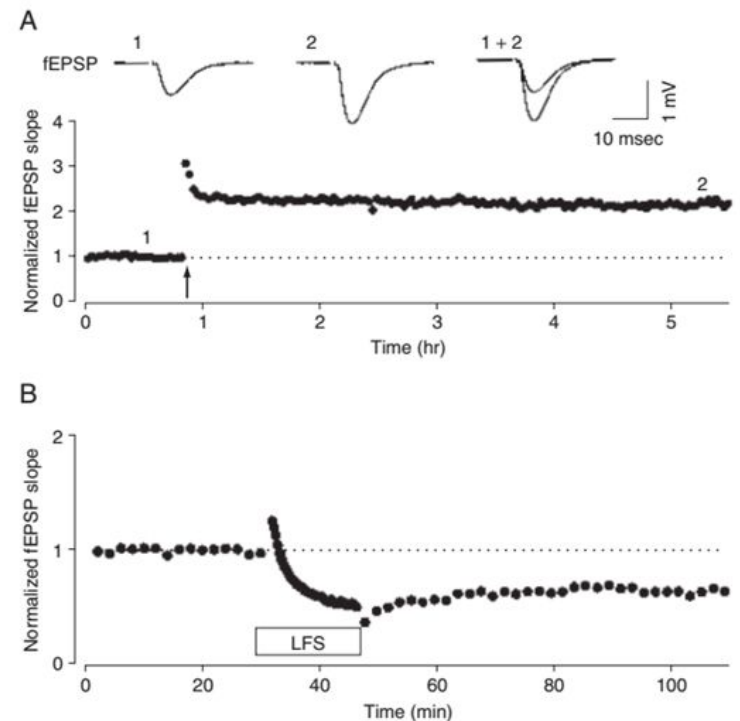 A
1 2 1 + 2
fEPSP
1 mV
10 msec
Normalized fEPSP slope
4
3
2
1
0
1
2
0 1 2 3 4 5
Time (hr)
B
Normalized fEPSP slope
2
1
0
LFS
0 20 40 60 80 100
Time (min)